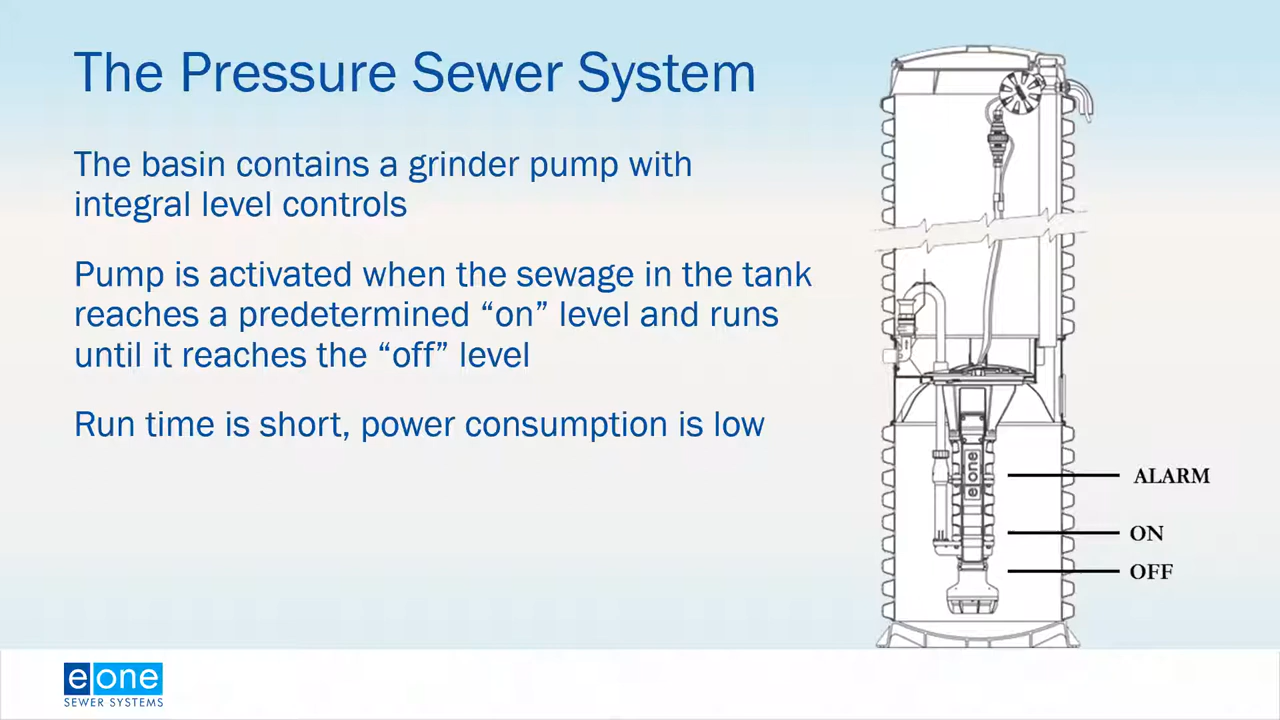 The Pressure Sewer System
The basin contains a grinder pump with
integral level controls
Pump is activated when the sewage in the tank
reaches a predetermined “on” level and runs
until it reaches the “off” level
Run time is short, power consumption is low
eone
ALARM
ON
OFF
eone
SEWER SYSTEMS